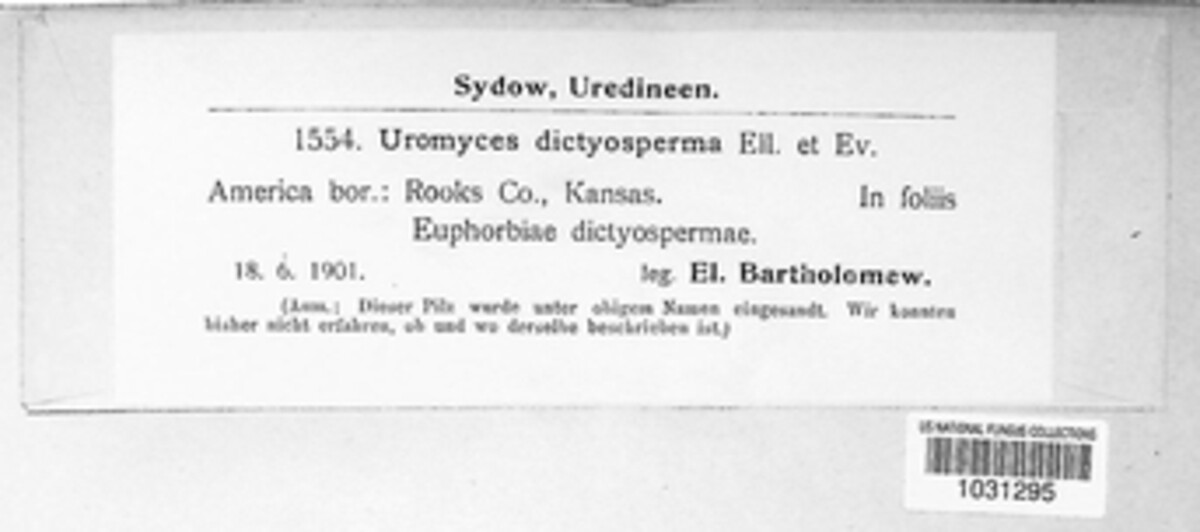 Sydow, Uredineen.
1554. Uromyces dictyosperma Ell. et Ev.
America bor.: Rooks Co., Kansas. In foliis
Euphorbiae dictyospermae.
18. 6. 1901. leg. El. Bartholomew.
(Anm.: Dieser Pilz wurde unter obigem Namen eingesandt. Wir konnten
bisher nicht erfahren, ob und wo derselbe beschrieben ist.)
US NATIONAL FUNGUS COLLECTIONS
1031295